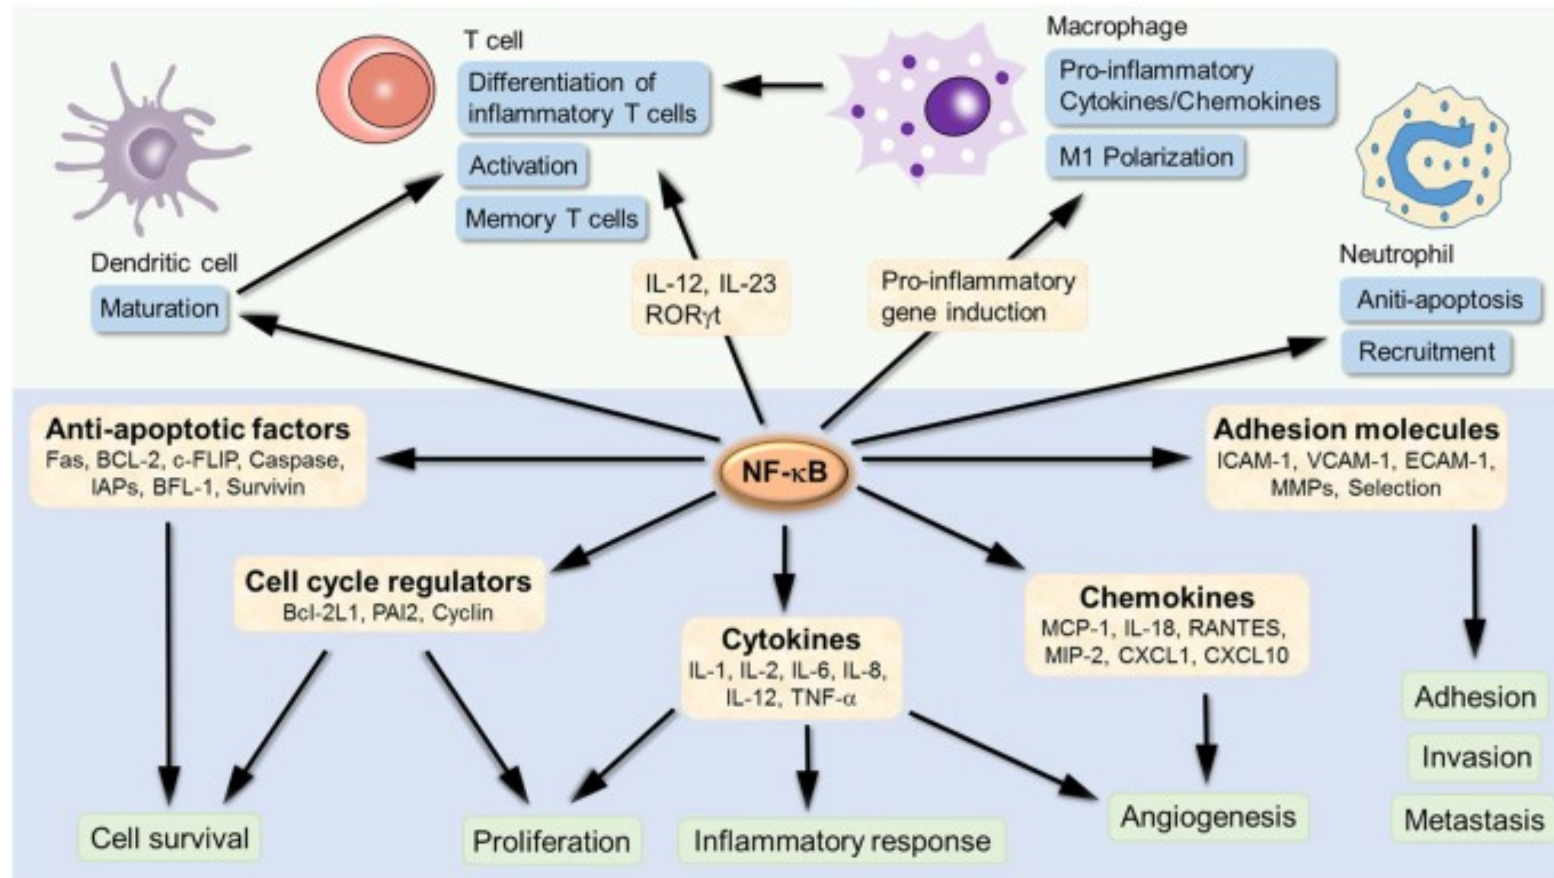 T cell
Differentiation of
inflammatory T cells
Activation
Memory T cells
Macrophage
Pro-inflammatory
Cytokines/Chemokines
M1 Polarization
Dendritic cell
Maturation
IL-12, IL-23
RORγt
Pro-inflammatory
gene induction
Neutrophil
Aniti-apoptosis
Recruitment
Anti-apoptotic factors
Fas, BCL-2, c-FLIP, Caspase,
IAPs, BFL-1, Survivin
NF-κB
Adhesion molecules
ICAM-1, VCAM-1, ECAM-1,
MMPs, Selection
Cell cycle regulators
Bcl-2L1, PAI2, Cyclin
Cytokines
IL-1, IL-2, IL-6, IL-8,
IL-12, TNF-α
Chemokines
MCP-1, IL-18, RANTES,
MIP-2, CXCL1, CXCL10
Cell survival
Proliferation
Inflammatory response
Angiogenesis
Adhesion
Invasion
Metastasis